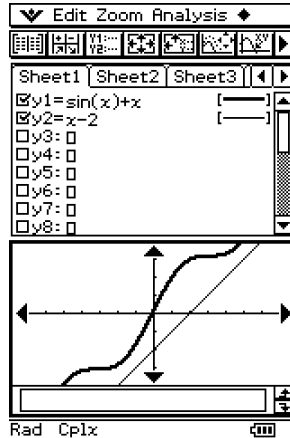 Edit Zoom Analysis ◆
Sheet1 Sheet2 Sheet3
y1=sin(x)+x [—]
y2=x-2 [—]
y3:▯
y4:▯
y5:▯
y6:▯
y7:▯
y8:▯
Rad Cplx